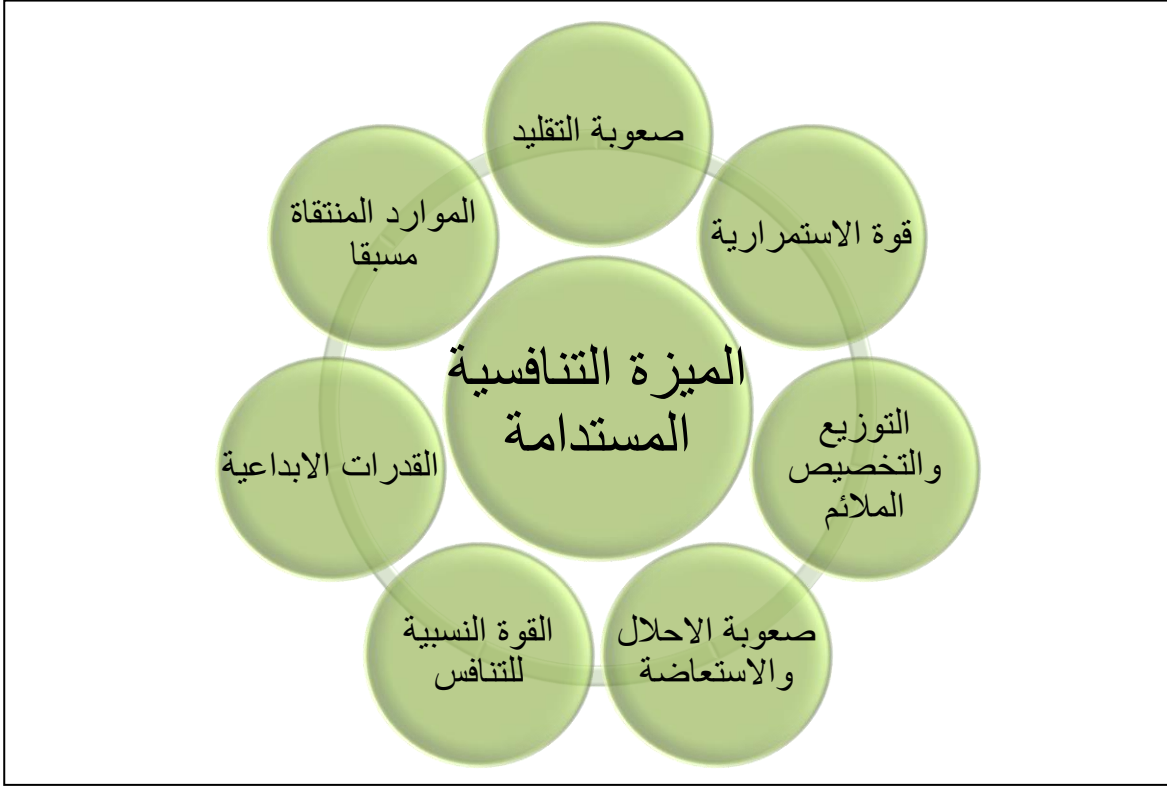 صعوبة التقليد
قوة الاستمرارية
التوزيع
والتخصيص
الملائم
صعوبة الاحلال
والاستعاضة
القوة النسبية
للتنافس
القدرات الابداعية
الموارد المنتقاة
مسبقا
الميزة التنافسية
المستدامة